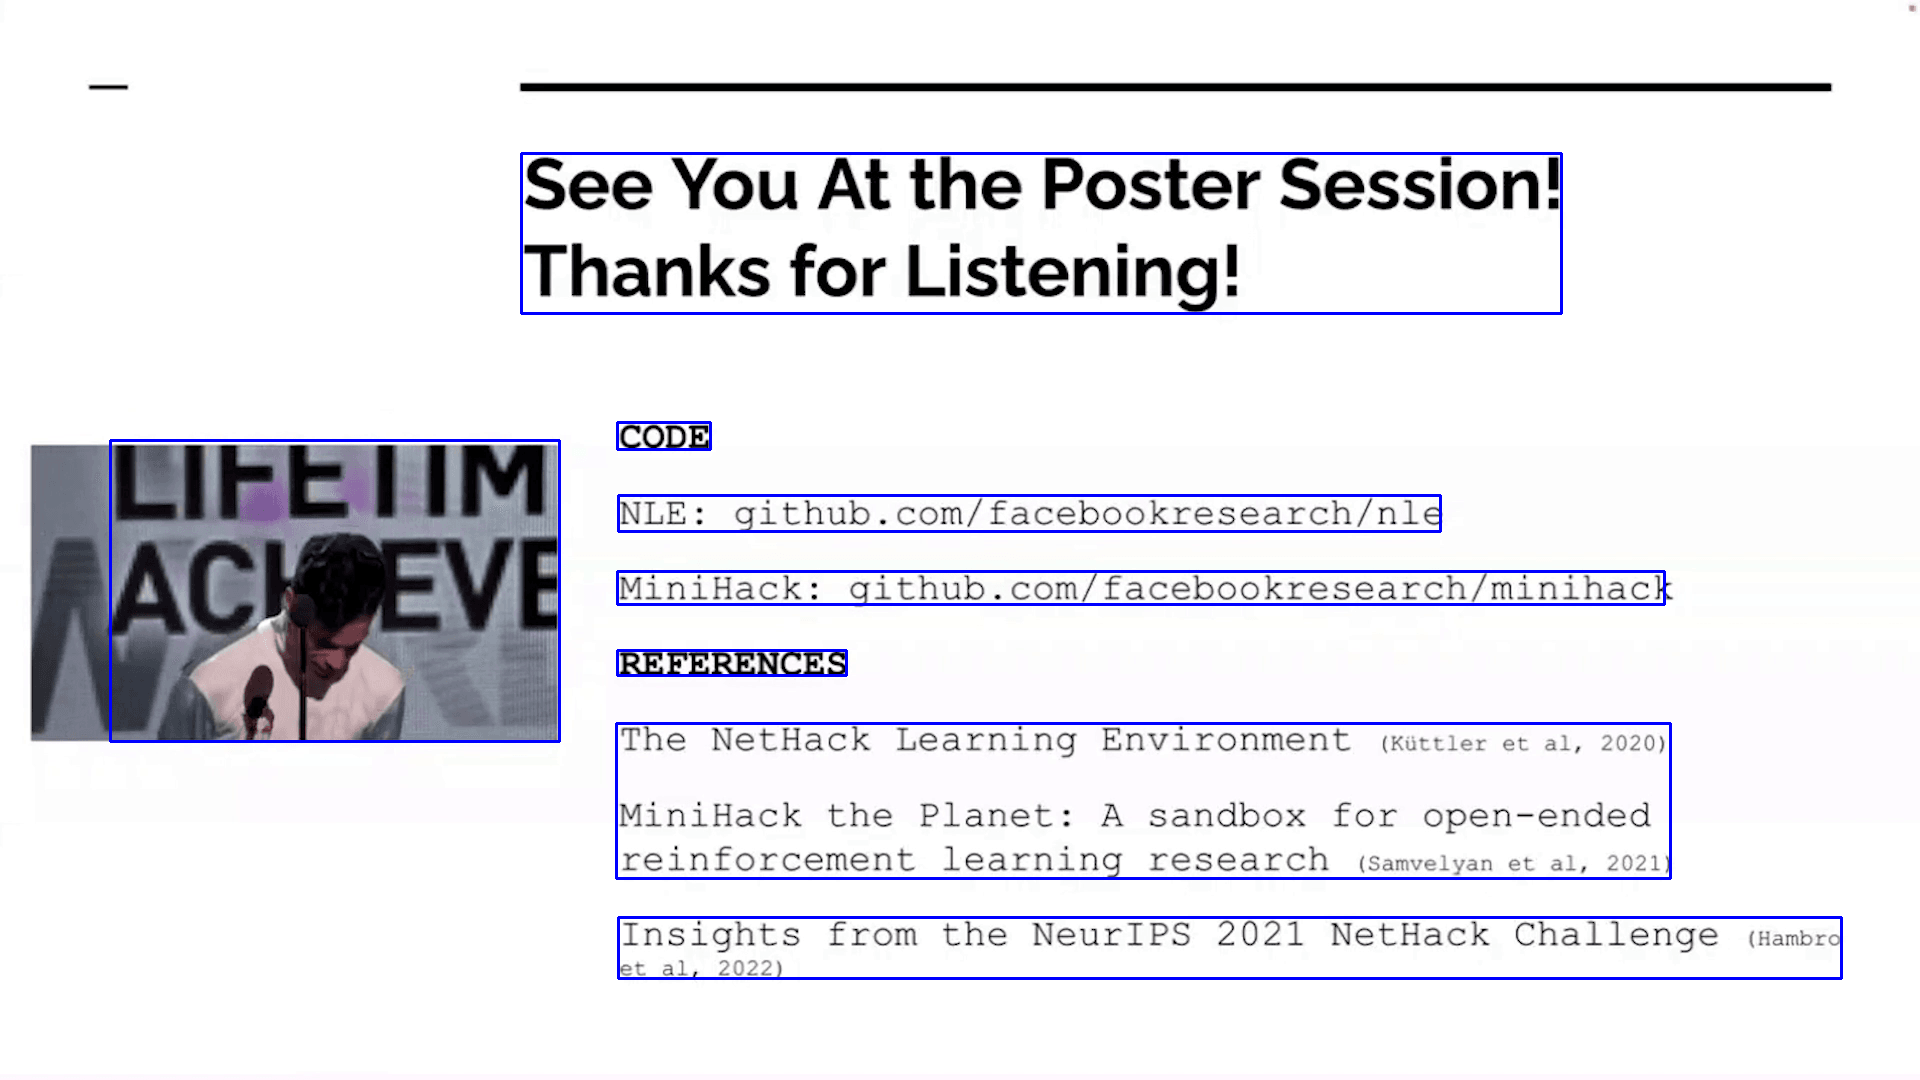 See You At the Poster Session!
Thanks for Listening!
LIFETIM
ACHIEVE
CODE
NLE: github.com/facebookresearch/nle
MiniHack: github.com/facebookresearch/minihack
REFERENCES
The NetHack Learning Environment (Küttler et al, 2020)
MiniHack the Planet: A sandbox for open-ended
reinforcement learning research (Samvelyan et al, 2021)
Insights from the NeurIPS 2021 NetHack Challenge (Hambro
et al, 2022)